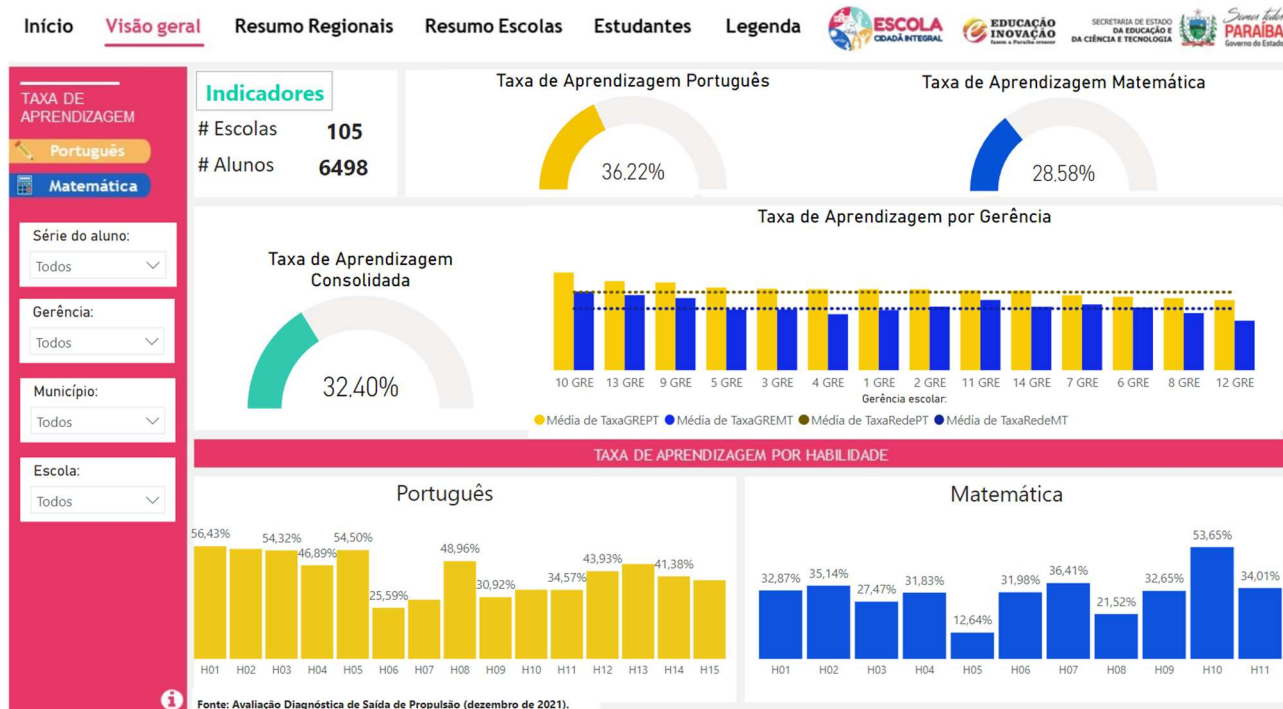 Início Visão geral Resumo Regionais Resumo Escolas Estudantes Legenda
ESCOLA
CIDADÃ INTEGRAL
EDUCAÇÃO
INOVAÇÃO
fazem a Paraíba crescer
SECRETARIA DE ESTADO
DA EDUCAÇÃO E
DA CIÊNCIA E TECNOLOGIA
Somos todos
PARAÍBA
Governo do Estado
TAXA DE
APRENDIZAGEM
Português
Matemática
Série do aluno:
Todos
Gerência:
Todos
Município:
Todos
Escola:
Todos
Indicadores
# Escolas 105
# Alunos 6498
Taxa de Aprendizagem Português
36,22%
Taxa de Aprendizagem Matemática
28,58%
Taxa de Aprendizagem
Consolidada
32,40%
Taxa de Aprendizagem por Gerência
10 GRE 13 GRE 9 GRE 5 GRE 3 GRE 4 GRE 1 GRE 2 GRE 11 GRE 14 GRE 7 GRE 6 GRE 8 GRE 12 GRE
Gerência escolar:
Média de TaxaGREPT Média de TaxaGREMT Média de TaxaRedePT Média de TaxaRedeMT
TAXA DE APRENDIZAGEM POR HABILIDADE
Português
56,43% 54,32% 46,89% 54,50% 25,59% 48,96% 30,92% 34,57% 43,93% 41,38%
H01 H02 H03 H04 H05 H06 H07 H08 H09 H10 H11 H12 H13 H14 H15
Matemática
32,87% 35,14% 27,47% 31,83% 12,64% 31,98% 36,41% 21,52% 32,65% 53,65% 34,01%
H01 H02 H03 H04 H05 H06 H07 H08 H09 H10 H11
Fonte: Avaliação Diagnóstica de Saída de Propulsão (dezembro de 2021).